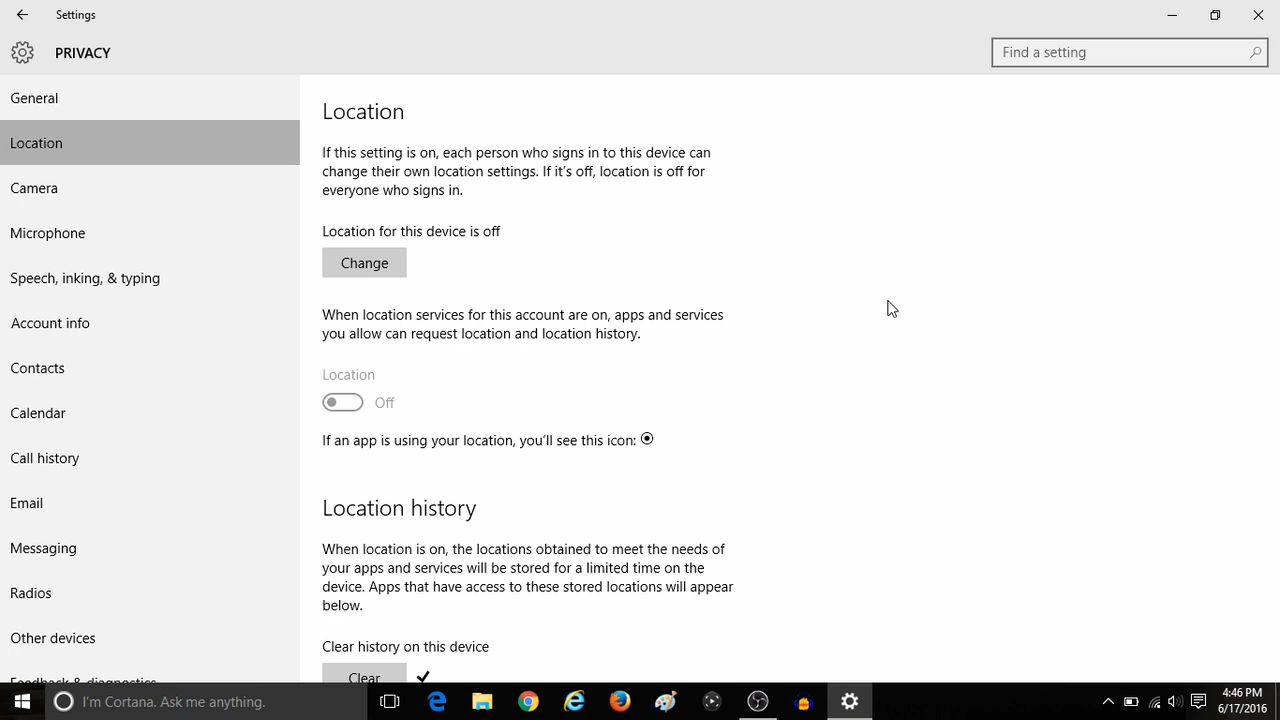 Settings
PRIVACY
Find a setting
General
Location
Camera
Microphone
Speech, inking, & typing
Account info
Contacts
Calendar
Call history
Email
Messaging
Radios
Other devices
Feedback & diagnostics
Location
If this setting is on, each person who signs in to this device can
change their own location settings. If it's off, location is off for
everyone who signs in.
Location for this device is off
Change
When location services for this account are on, apps and services
you allow can request location and location history.
Location
Off
If an app is using your location, you'll see this icon:
Location history
When location is on, the locations obtained to meet the needs of
your apps and services will be stored for a limited time on the
device. Apps that have access to these stored locations will appear
below.
Clear history on this device
Clear
I'm Cortana. Ask me anything.
4:46 PM
6/17/2016